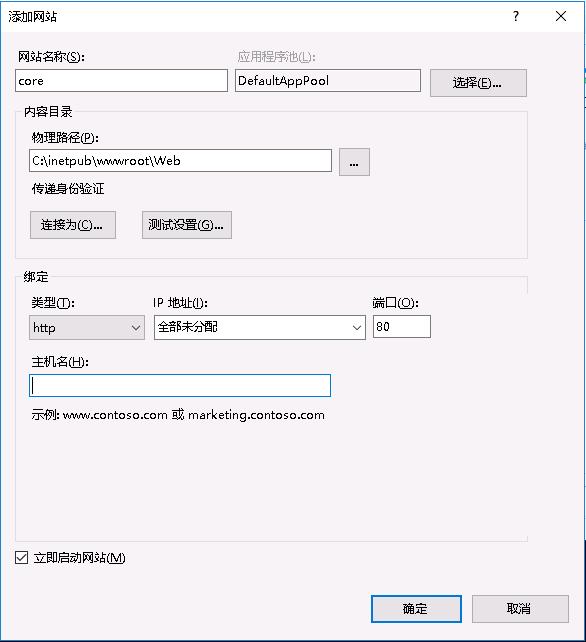 添加网站
?
网站名称(S):
应用程序池(L):
core
DefaultAppPool
选择(E)...
内容目录
物理路径(P):
C:\inetpub\wwwroot\Web
...
传递身份验证
连接为(C)...
测试设置(G)...
绑定
类型(T):
IP 地址(I):
端口(O):
http
全部未分配
80
主机名(H):
示例: www.contoso.com 或 marketing.contoso.com
立即启动网站(M)
确定
取消